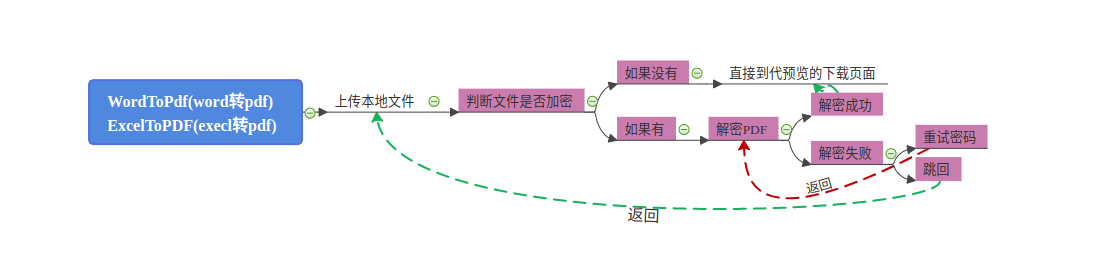 WordToPdf(word转pdf)
ExcelToPDF(execl转pdf)
上传本地文件
判断文件是否加密
如果没有
直接到代预览的下载页面
如果有
解密PDF
解密成功
解密失败
重试密码
跳回
返回
返回